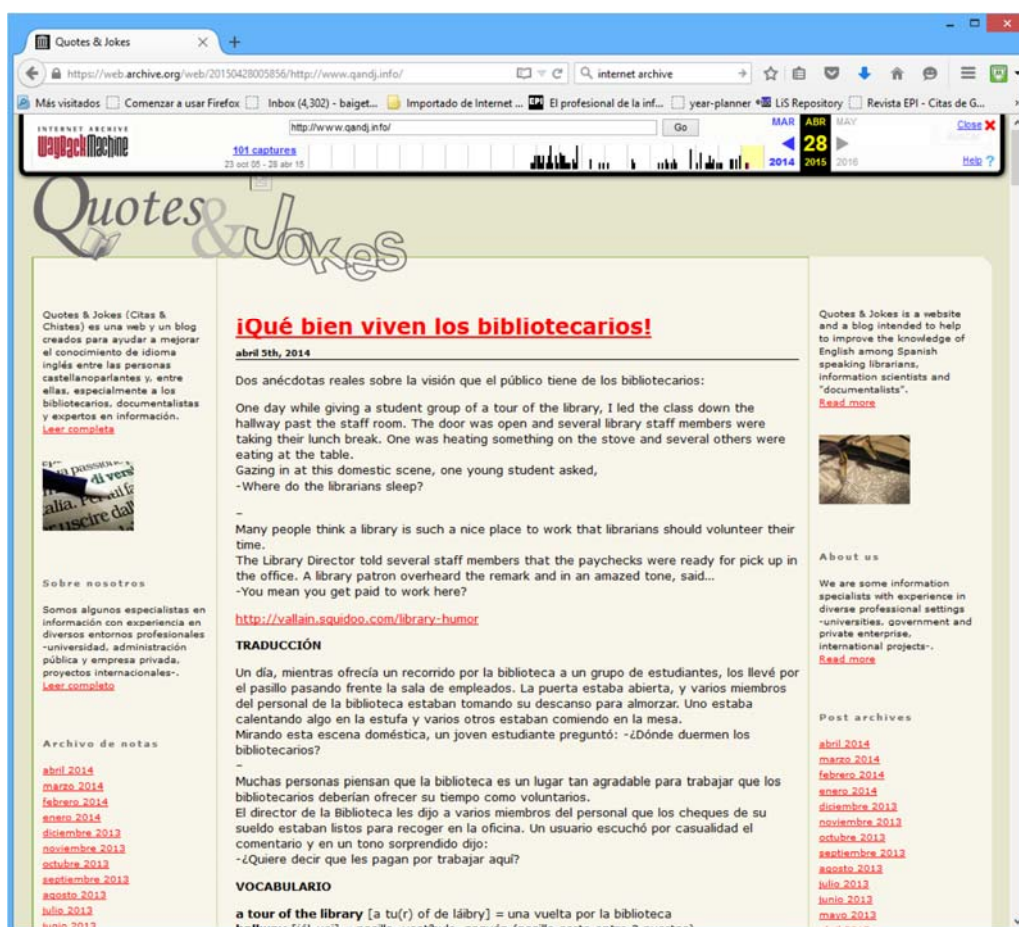 Quotes & Jokes
https://web.archive.org/web/20150428005856/http://www.qandj.info/
internet archive
Más visitados Comenzar a usar Firefox Inbox (4,302) - baiget... Importado de Internet ... EPI El profesional de la inf... year-planner LiS Repository Revista EPI - Citas de G...
INTERNET ARCHIVE
WayBackMachine
http://www.qandj.info/
Go
101 captures
23 oct 05 - 28 abr 15
MAR ABR MAY
28
2014 2015 2016
Close
Help ?
Quotes & Jokes
Quotes & Jokes (Citas &
Chistes) es una web y un blog
creados para ayudar a mejorar
el conocimiento de idioma
inglés entre las personas
castellanoparlantes y, entre
ellas, especialmente a los
bibliotecarios, documentalistas
y expertos en información.
Leer completa
Sobre nosotros
Somos algunos especialistas en
información con experiencia en
diversos entornos profesionales
-universidad, administración
pública y empresa privada,
proyectos internacionales-.
Leer completo
Archivo de notas
abril 2014
marzo 2014
febrero 2014
enero 2014
diciembre 2013
noviembre 2013
octubre 2013
septiembre 2013
agosto 2013
julio 2013
junio 2013
¡Qué bien viven los bibliotecarios!
abril 5th, 2014
Dos anécdotas reales sobre la visión que el público tiene de los bibliotecarios:
One day while giving a student group of a tour of the library, I led the class down the
hallway past the staff room. The door was open and several library staff members were
taking their lunch break. One was heating something on the stove and several others were
eating at the table.
Gazing in at this domestic scene, one young student asked,
-Where do the librarians sleep?
–
Many people think a library is such a nice place to work that librarians should volunteer their
time.
The Library Director told several staff members that the paychecks were ready for pick up in
the office. A library patron overheard the remark and in an amazed tone, said...
-You mean you get paid to work here?
http://vallain.squidoo.com/library-humor
TRADUCCIÓN
Un día, mientras ofrecía un recorrido por la biblioteca a un grupo de estudiantes, los llevé por
el pasillo pasando frente la sala de empleados. La puerta estaba abierta, y varios miembros
del personal de la biblioteca estaban tomando su descanso para almorzar. Uno estaba
calentando algo en la estufa y varios otros estaban comiendo en la mesa.
Mirando esta escena doméstica, un joven estudiante preguntó: -¿Dónde duermen los
bibliotecarios?
–
Muchas personas piensan que la biblioteca es un lugar tan agradable para trabajar que los
bibliotecarios deberían ofrecer su tiempo como voluntarios.
El director de la Biblioteca les dijo a varios miembros del personal que los cheques de su
sueldo estaban listos para recoger en la oficina. Un usuario escuchó por casualidad el
comentario y en un tono sorprendido dijo:
-¿Quiere decir que les pagan por trabajar aquí?
VOCABULARIO
a tour of the library [a tu(r) of de láibry] = una vuelta por la biblioteca
Quotes & Jokes is a website
and a blog intended to help
to improve the knowledge of
English among Spanish
speaking librarians,
information scientists and
"documentalists".
Read more
About us
We are some information
specialists with experience in
diverse professional settings
-universities, government and
private enterprise,
international projects-.
Read more
Post archives
abril 2014
marzo 2014
febrero 2014
enero 2014
diciembre 2013
noviembre 2013
octubre 2013
septiembre 2013
agosto 2013
julio 2013
junio 2013
mayo 2013